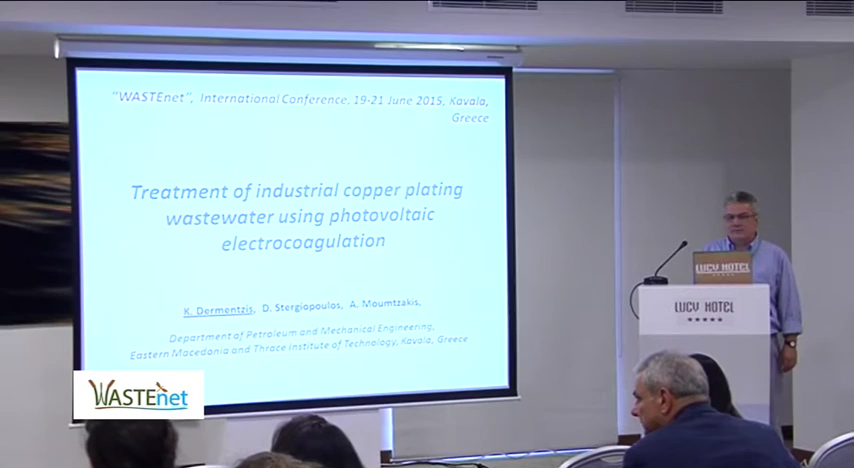 "WASTEnet", International Conference, 19-21 June 2015, Kavala,
Greece
Treatment of industrial copper plating
wastewater using photovoltaic
electrocoagulation
K. Dermentzis, D. Stergiopoulos, A. Moumtzakis,
Department of Petroleum and Mechanical Engineering,
Eastern Macedonia and Thrace Institute of Technology, Kavala, Greece
WASTEnet
LUCY HOTEL
LUCY HOTEL